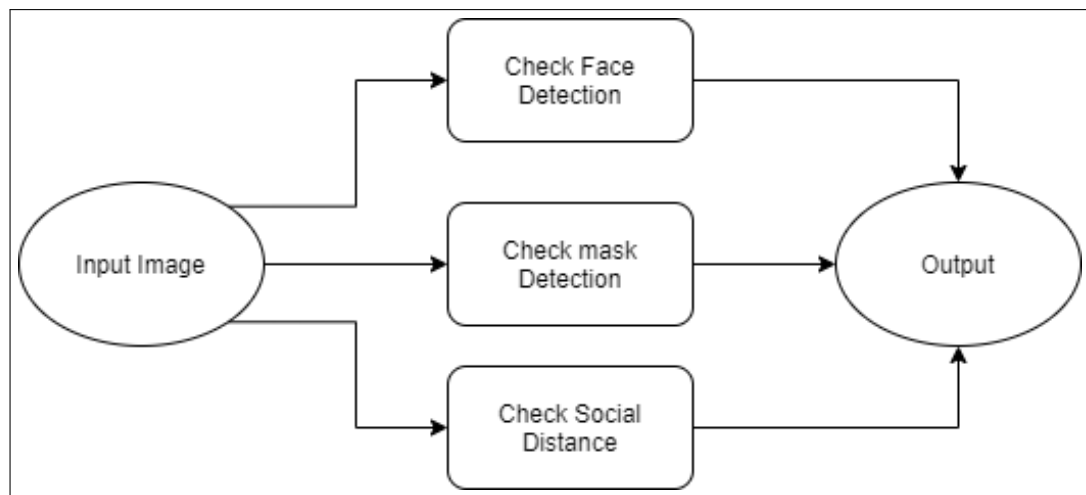 Check Face
Detection
Input Image
Check mask
Detection
Output
Check Social
Distance